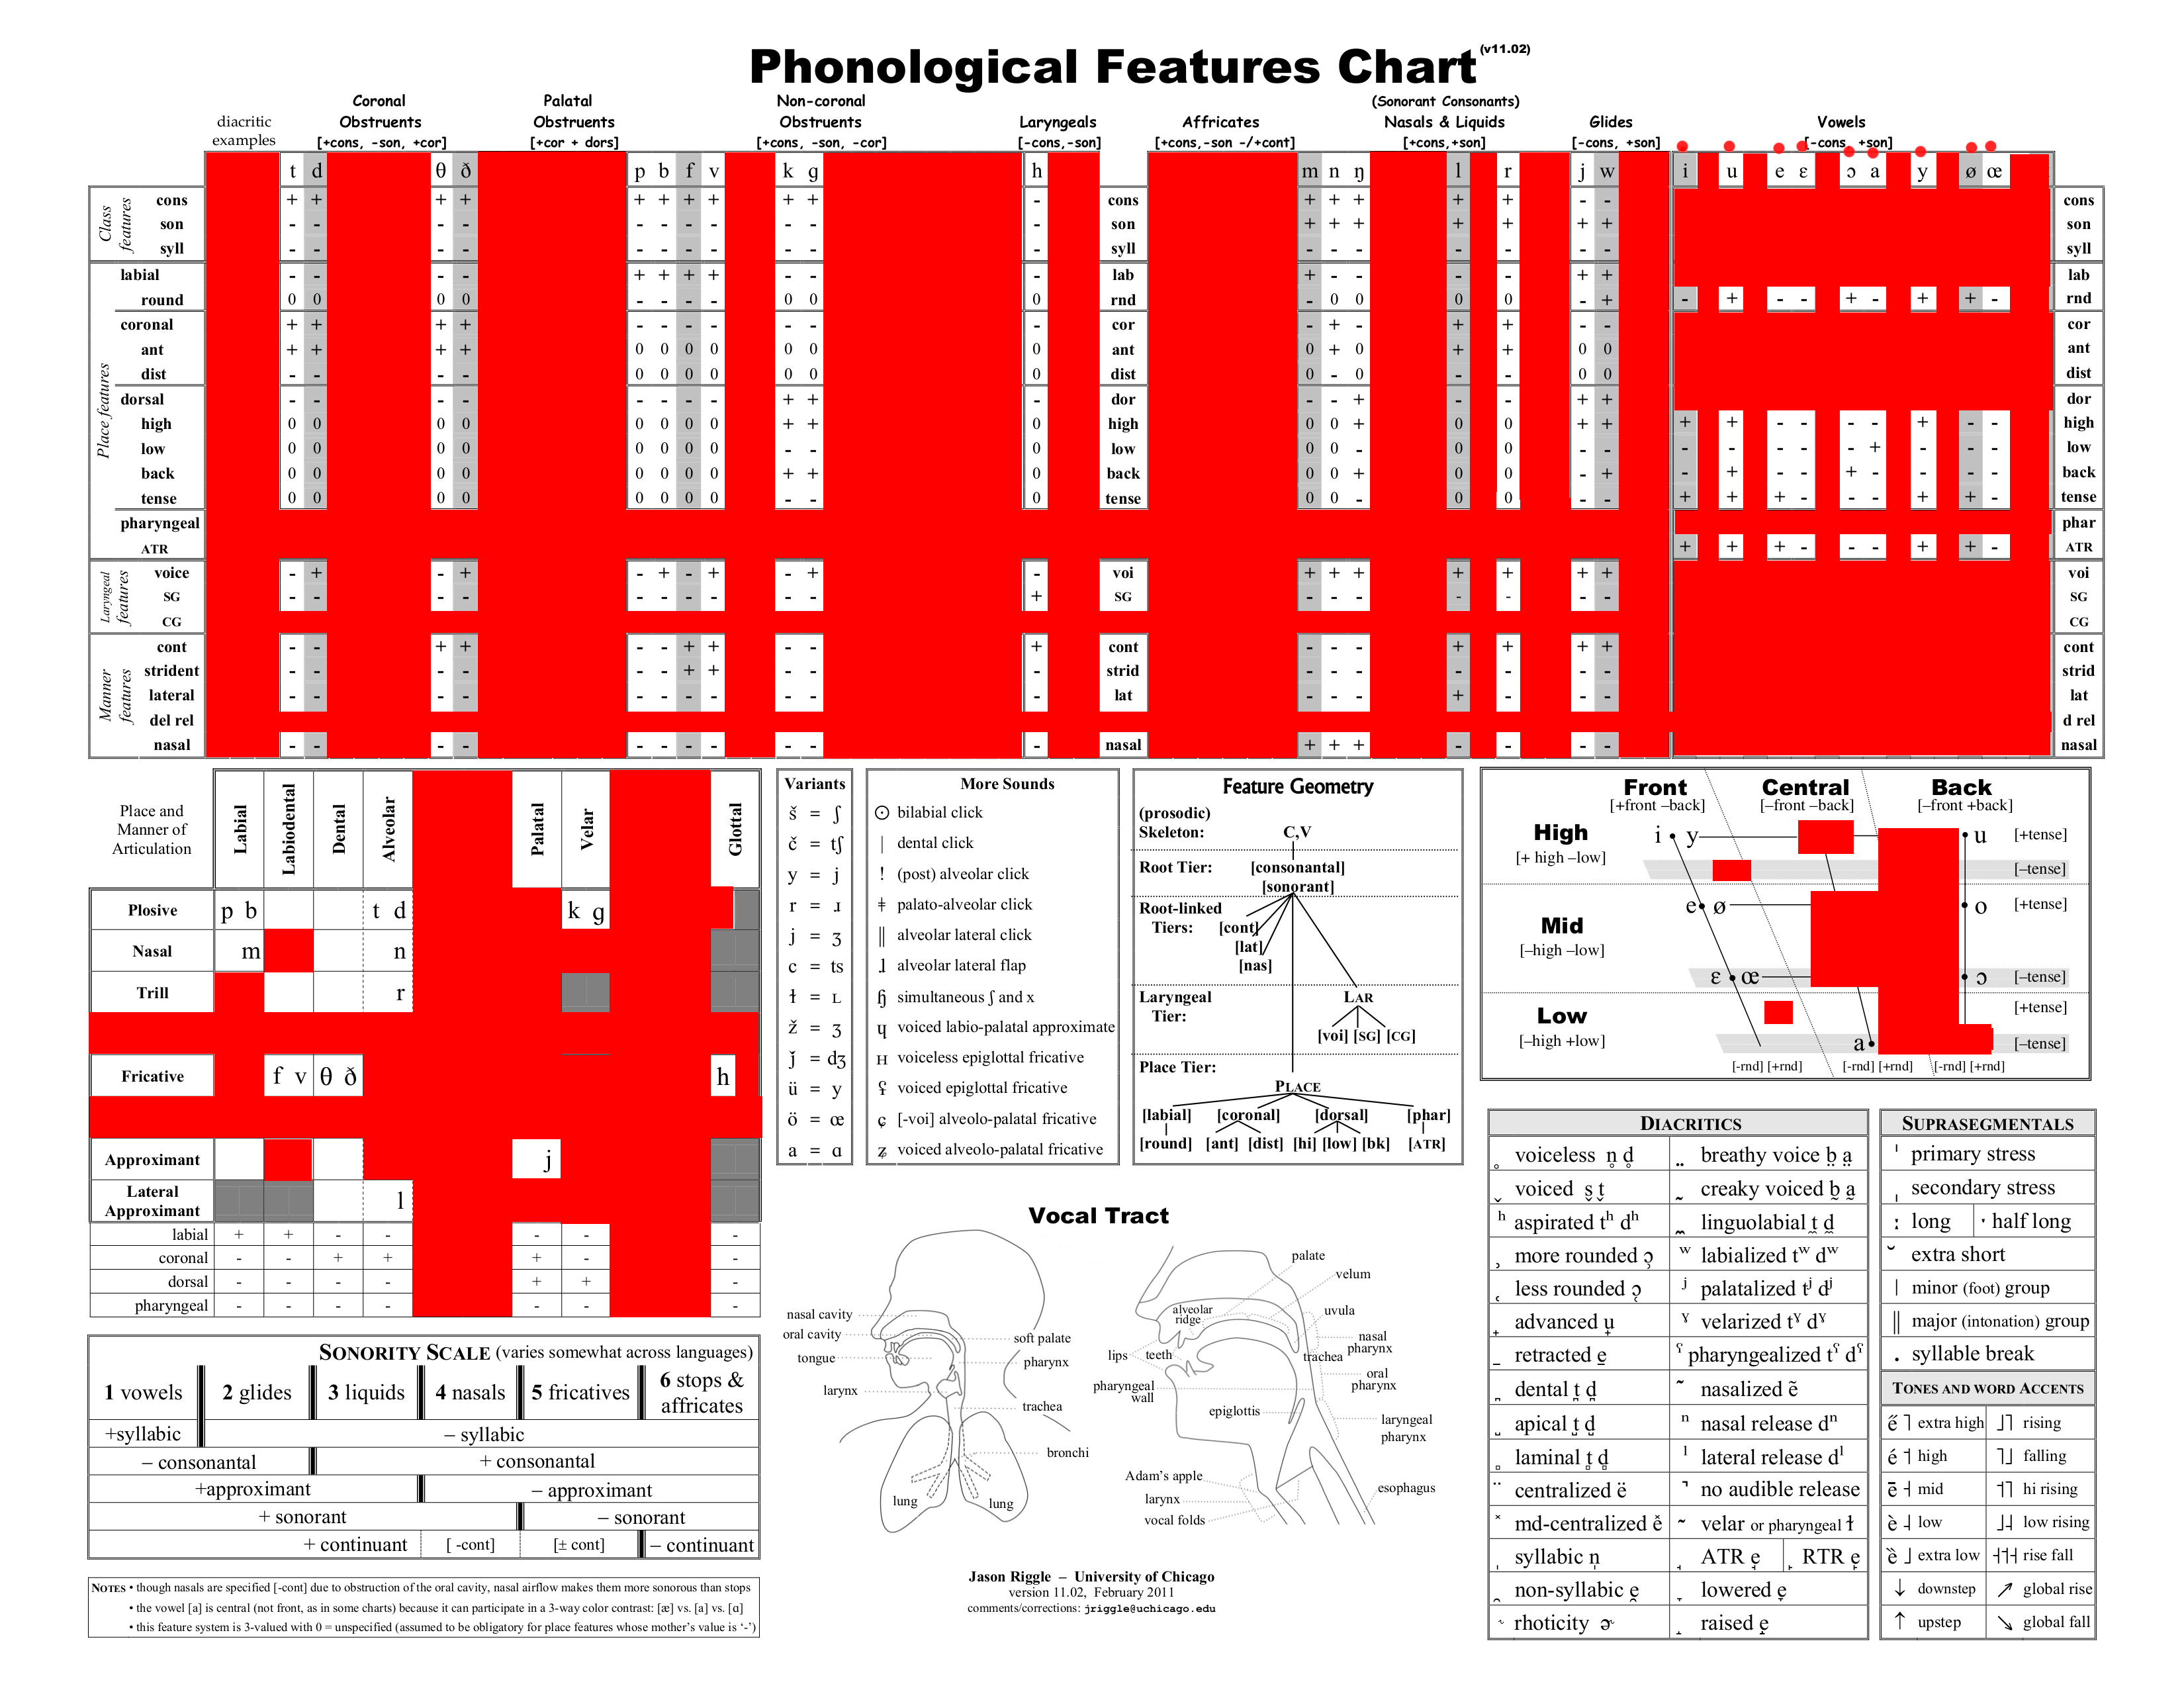 Phonological Features Chart (v11.02)
diacritic examples
Coronal Obstruents [+cons, -son, +cor]
Palatal Obstruents [+cor + dors]
Non-coronal Obstruents [+cons, -son, -cor]
Laryngeals [-cons,-son]
Affricates [+cons,-son -/+cont]
(Sonorant Consonants) Nasals & Liquids [+cons,+son]
Glides [-cons, +son]
Vowels [-cons +son]
t d θ ð p b f v k g h m n ŋ l r j w i u e ɛ ɔ a y ø œ
Class features
cons + + + + + + + + + + - cons + + + + + - - cons
son - - - - - - - - - - - son + + + + + + + son
syll - - - - - - - - - - - syll - - - - - - - syll
Place features
labial - - - - + + + + - - - lab + - - - - + + lab
round 0 0 0 0 - - - - 0 0 0 rnd - 0 0 0 0 - + - + - - + - + + - rnd
coronal + + + + - - - - - - - cor - + - + + - - cor
ant + + + + 0 0 0 0 0 0 0 ant 0 + 0 + + 0 0 ant
dist - - - - 0 0 0 0 0 0 0 dist 0 - 0 - - 0 0 dist
dorsal - - - - - - - - + + - dor - - + - - + + dor
high 0 0 0 0 0 0 0 0 + + 0 high 0 0 + 0 0 + + + + - - - - + - - high
low 0 0 0 0 0 0 0 0 - - 0 low 0 0 - 0 0 - - - - - - - + - - - low
back 0 0 0 0 0 0 0 0 + + 0 back 0 0 + 0 0 - + - + - - + - - - - back
tense 0 0 0 0 0 0 0 0 - - 0 tense 0 0 - 0 0 - - + + + - - - + + - tense
pharyngeal phar
ATR + + + - - - + + - ATR
Laryngeal features
voice - + - + - + - + - + - voi + + + + + + + voi
SG - - - - - - - - - - + SG - - - - - - - SG
CG CG
Manner features
cont - - + + - - + + - - + cont - - - + + + + cont
strident - - - - - - + + - - - strid - - - - - - - strid
lateral - - - - - - - - - - - lat - - - + - - - lat
del rel d rel
nasal - - - - - - - - - - - nasal + + + - - - - nasal
Place and Manner of Articulation
Labial Labiodental Dental Alveolar Palatal Velar Glottal
Plosive p b t d k g
Nasal m n
Trill r
Fricative f v θ ð h
Approximant j
Lateral Approximant l
labial + + - - - - -
coronal - - + + + - -
dorsal - - - - + + -
pharyngeal - - - - - - -
Variants
š = ʃ
č = tʃ
y = j
r = ɹ
j = ʒ
c = ts
ɫ = ʟ
ž = ʒ
ǰ = dʒ
ü = y
ö = œ
a = ɑ
More Sounds
ʘ bilabial click
| dental click
! (post) alveolar click
ǂ palato-alveolar click
‖ alveolar lateral click
ɺ alveolar lateral flap
ɧ simultaneous ʃ and x
ɥ voiced labio-palatal approximate
ʜ voiceless epiglottal fricative
ʢ voiced epiglottal fricative
ɕ [-voi] alveolo-palatal fricative
ʑ voiced alveolo-palatal fricative
Feature Geometry
(prosodic) Skeleton: C,V
Root Tier: [consonantal]
[sonorant]
Root-linked Tiers: [cont]
[lat]
[nas]
Laryngeal Tier: LAR
[voi] [SG] [CG]
Place Tier:
PLACE
[labial] [coronal] [dorsal] [phar]
[round] [ant] [dist] [hi] [low] [bk] [ATR]
Front Central Back
[+front –back] [–front –back] [–front +back]
High i y u [+tense]
[+ high –low] [–tense]
Mid e ø o [+tense]
[–high –low]
ɛ œ ɔ [–tense]
Low [+tense]
[–high +low] a [–tense]
[-rnd] [+rnd] [-rnd] [+rnd] [-rnd] [+rnd]
SONORITY SCALE (varies somewhat across languages)
1 vowels 2 glides 3 liquids 4 nasals 5 fricatives 6 stops & affricates
+syllabic – syllabic
– consonantal + consonantal
+approximant – approximant
+ sonorant – sonorant
+ continuant [ -cont] [± cont] – continuant
NOTES • though nasals are specified [-cont] due to obstruction of the oral cavity, nasal airflow makes them more sonorous than stops
• the vowel [a] is central (not front, as in some charts) because it can participate in a 3-way color contrast: [æ] vs. [a] vs. [ɑ]
• this feature system is 3-valued with 0 = unspecified (assumed to be obligatory for place features whose mother's value is '-')
Vocal Tract
nasal cavity
oral cavity
tongue
larynx
soft palate
pharynx
trachea
bronchi
lung lung
palate
velum
alveolar ridge
uvula
nasal pharynx
lips teeth
trachea
oral pharynx
pharyngeal wall
epiglottis
laryngeal pharynx
Adam's apple
larynx
vocal folds
esophagus
Jason Riggle – University of Chicago
version 11.02, February 2011
comments/corrections: jriggle@uchicago.edu
DIACRITICS
̥ voiceless n̥ d̥ ̤ breathy voice b̤ a̤
̬ voiced s̬ t̬ ̰ creaky voiced b̰ a̰
ʰ aspirated tʰ dʰ ̼ linguolabial t̼ d̼
̹ more rounded ɔ̹ ʷ labialized tʷ dʷ
̜ less rounded ɔ̜ ʲ palatalized tʲ dʲ
̟ advanced u̟ ˠ velarized tˠ dˠ
̠ retracted e̠ ˤ pharyngealized tˤ dˤ
̪ dental t̪ d̪ ̃ nasalized ẽ
̺ apical t̺ d̺ ⁿ nasal release dⁿ
̻ laminal t̻ d̻ ˡ lateral release dˡ
̈ centralized ë ̚ no audible release
̽ md-centralized e̽ ̴ velar or pharyngeal ɫ
̩ syllabic n̩ ̘ ATR e̘ ̙ RTR e̙
̯ non-syllabic e̯ ̞ lowered e̞
˞ rhoticity ɚ ̝ raised e̝
SUPRASEGMENTALS
ˈ primary stress
ˌ secondary stress
ː long ˑ half long
̆ extra short
| minor (foot) group
‖ major (intonation) group
. syllable break
TONES AND WORD ACCENTS
e̋ ˥ extra high ˩˥ rising
é ˦ high ˥˩ falling
ē ˧ mid ˦˥ hi rising
è ˨ low ˩˨ low rising
ȅ ˩ extra low ˧˦˧ rise fall
↓ downstep ↗ global rise
↑ upstep ↘ global fall